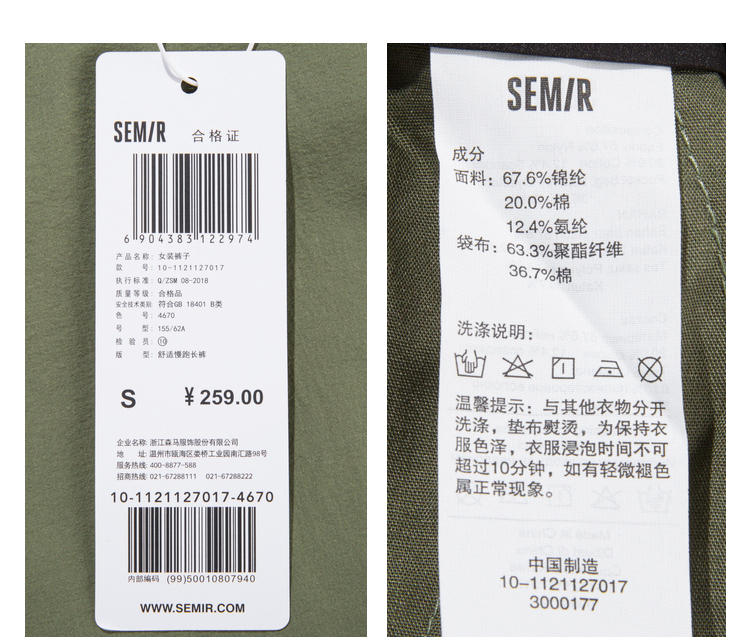 SEMIR 合格证
6 904383 122974
产品名称: 女装裤子
款 号: 10-1121127017
执行标准: Q/ZSM 08-2018
质量等级: 合格品
安全技术类别: 符合GB 18401 B类
色 号: 4670
号 型: 155/62A
检 验 员: ⑩
版 型: 舒适慢跑长裤
S ¥ 259.00
企业名称: 浙江森马服饰股份有限公司
地 址: 温州市瓯海区娄桥工业园南汇路98号
服务热线: 400-8877-588
招商热线: 021-67288111 021-67288222
10-1121127017-4670
内部编码 (99)50010807940
WWW.SEMIR.COM
SEMIR
成分
面料: 67.6%锦纶
20.0%棉
12.4%氨纶
袋布: 63.3%聚酯纤维
36.7%棉
洗涤说明:
温馨提示: 与其他衣物分开
洗涤, 垫布熨烫, 为保持衣
服色泽, 衣服浸泡时间不可
超过10分钟, 如有轻微褪色
属正常现象。
中国制造
10-1121127017
3000177